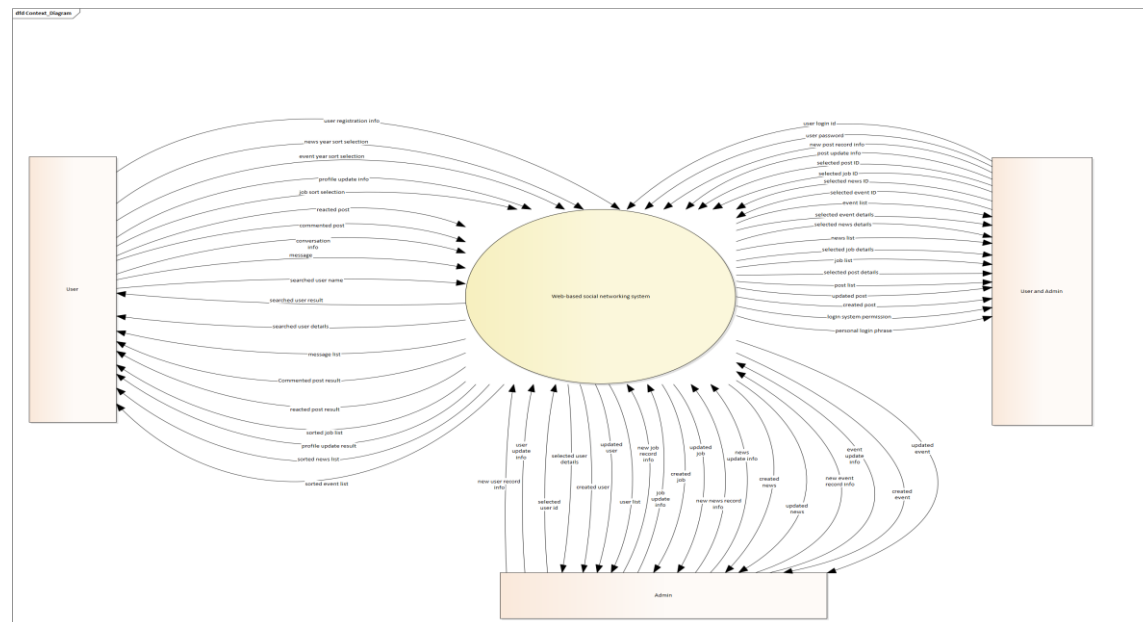 dfd Context_Diagram
user registration info
news year sort selection
event year sort selection
profile update info
job sort selection
reacted post
commented post
conversation
info
message
searched user name
searched user result
searched user details
message list
Commented post result
reacted post result
sorted job list
profile update result
sorted news list
sorted event list
User
Web-based social networking system
user login id
user password
new post record info
post update info
selected post ID
selected job ID
selected news ID
selected event ID
event list
selected event details
selected news details
news list
selected job details
job list
selected post details
post list
updated post
created post
login system permission
personal login phrase
User and Admin
new user record
info
user
update
info
selected
user id
selected user
details
created user
updated
user
user list
new job
record
info
job
update
info
created
job
updated
job
new news record
info
news
update info
created
news
updated
news
new event
record info
event
update
info
created
event
updated
event
Admin